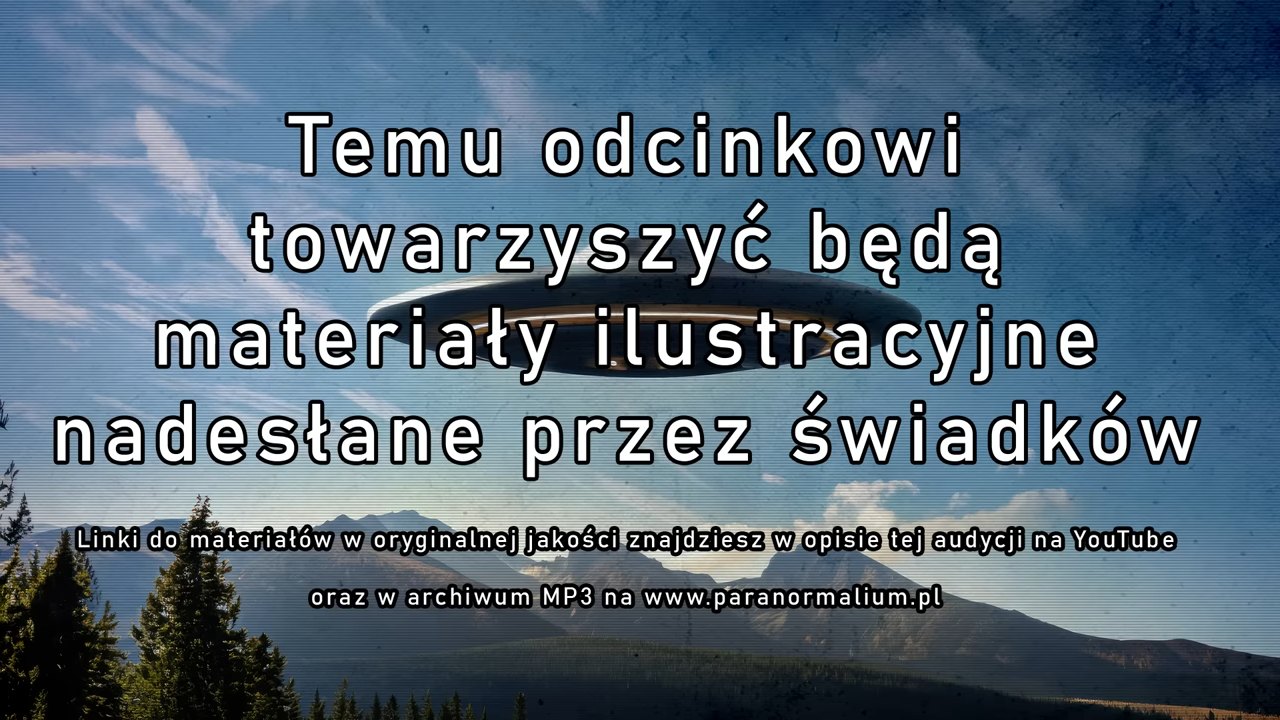 Temu odcinkowi
towarzyszyć będą
materiały ilustracyjne
nadesłane przez świadków
Linki do materiałów w oryginalnej jakości znajdziesz w opisie tej audycji na YouTube
oraz w archiwum MP3 na www.paranormalium.pl